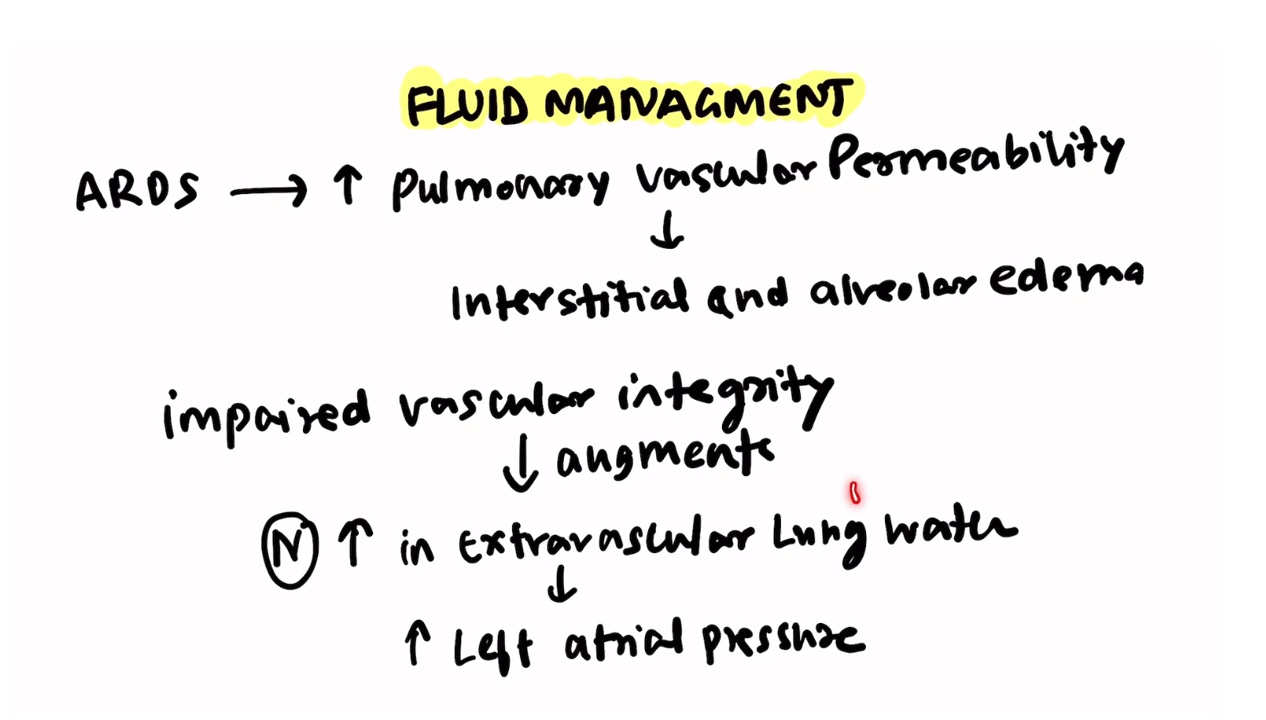 FLUID MANAGMENT
ARDS → ↑ Pulmonary vascular Permeability
↓
Interstitial and alveolar edema
impaired vascular integrity
↓ augments
N ↑ in Extravascular Lung water
↓
↑ Left atrial pressure